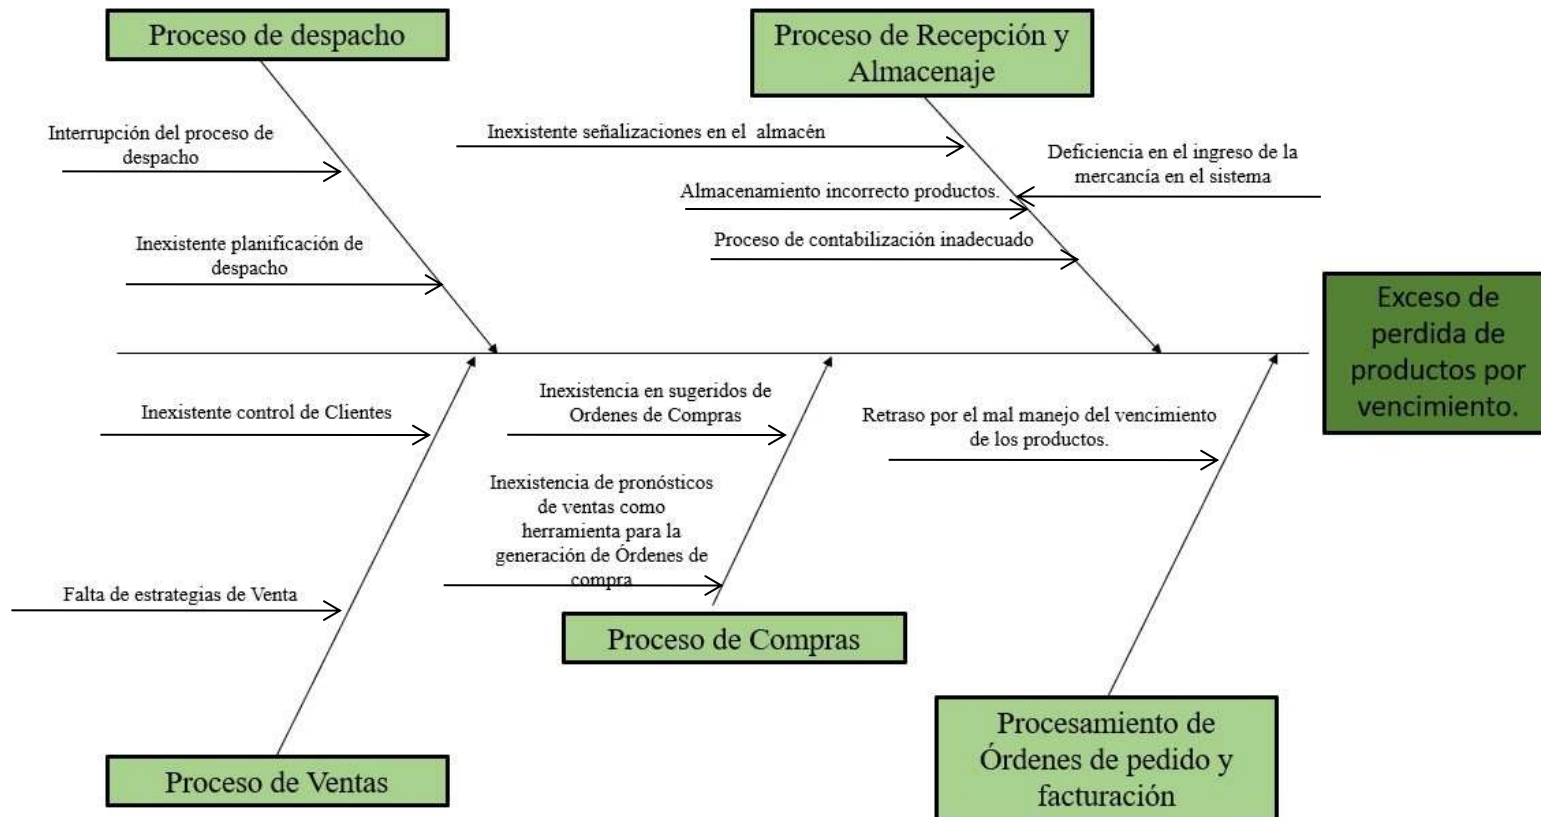 Proceso de despacho
Proceso de Recepción y
Almacenaje
Interrupción del proceso de
despacho
Inexistente señalizaciones en el almacén
Deficiencia en el ingreso de la
mercancía en el sistema
Almacenamiento incorrecto productos.
Proceso de contabilización inadecuado
Inexistente planificación de
despacho
Exceso de
perdida de
productos por
vencimiento.
Inexistente control de Clientes
Inexistencia en sugeridos de
Ordenes de Compras
Retraso por el mal manejo del vencimiento
de los productos.
Inexistencia de pronósticos
de ventas como
herramienta para la
generación de Órdenes de
compra
Falta de estrategias de Venta
Proceso de Compras
Proceso de Ventas
Procesamiento de
Órdenes de pedido y
facturación